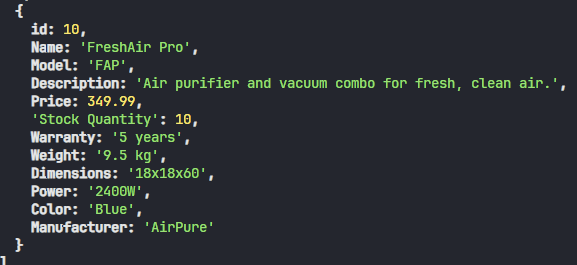 {
id: 10,
Name: 'FreshAir Pro',
Model: 'FAP',
Description: 'Air purifier and vacuum combo for fresh, clean air.',
Price: 349.99,
'Stock Quantity': 10,
Warranty: '5 years',
Weight: '9.5 kg',
Dimensions: '18x18x60',
Power: '2400W',
Color: 'Blue',
Manufacturer: 'AirPure'
}
]